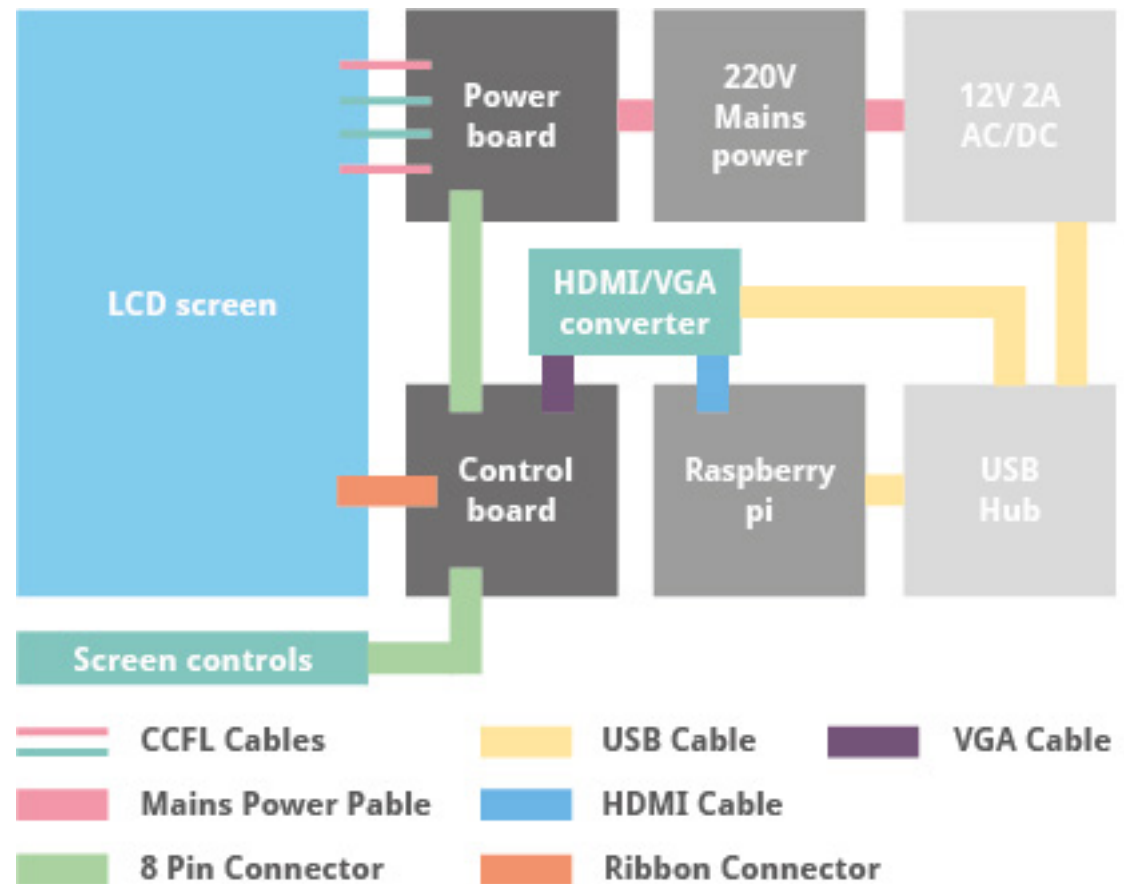 Power
board
220V
Mains
power
12V 2A
AC/DC
LCD screen
HDMI/VGA
converter
Control
board
Raspberry
pi
USB
Hub
Screen controls
CCFL Cables
USB Cable
VGA Cable
Mains Power Pable
HDMI Cable
8 Pin Connector
Ribbon Connector